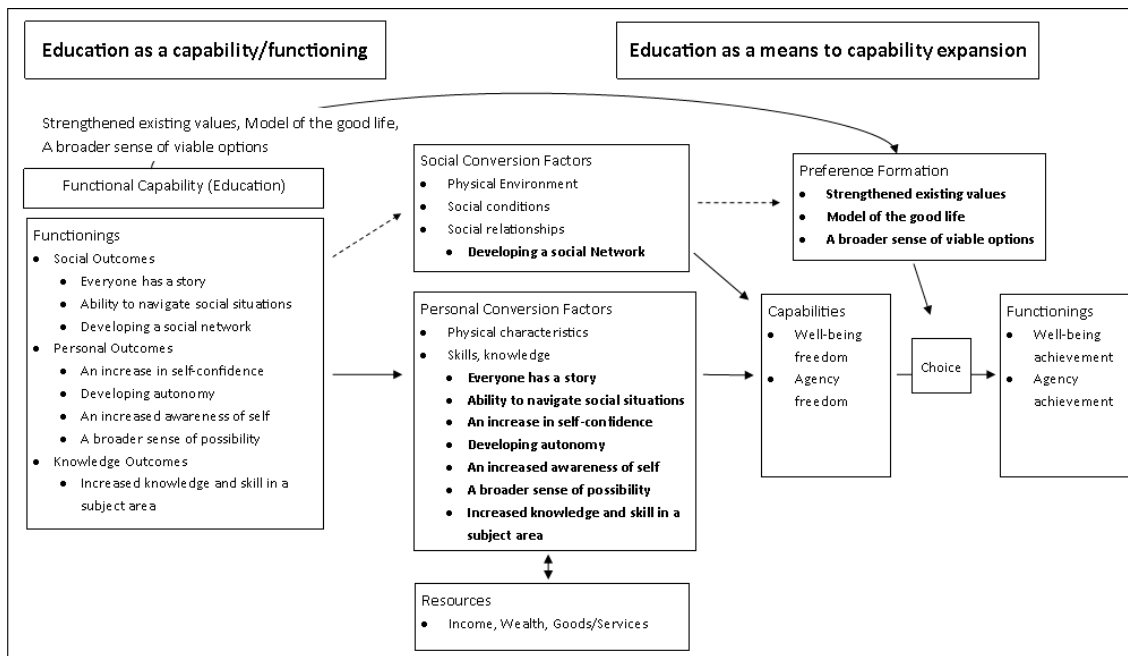 Education as a capability/functioning
Education as a means to capability expansion
Strengthened existing values, Model of the good life,
A broader sense of viable options
Functional Capability (Education)
Functionings
● Social Outcomes
● Everyone has a story
● Ability to navigate social situations
● Developing a social network
● Personal Outcomes
● An increase in self-confidence
● Developing autonomy
● An increased awareness of self
● A broader sense of possibility
● Knowledge Outcomes
● Increased knowledge and skill in a
subject area
Social Conversion Factors
● Physical Environment
● Social conditions
● Social relationships
● Developing a social Network
Personal Conversion Factors
● Physical characteristics
● Skills, knowledge
● Everyone has a story
● Ability to navigate social situations
● An increase in self-confidence
● Developing autonomy
● An increased awareness of self
● A broader sense of possibility
● Increased knowledge and skill in a
subject area
Resources
● Income, Wealth, Goods/Services
Preference Formation
● Strengthened existing values
● Model of the good life
● A broader sense of viable options
Capabilities
● Well-being
freedom
● Agency
freedom
Choice
Functionings
● Well-being
achievement
● Agency
achievement